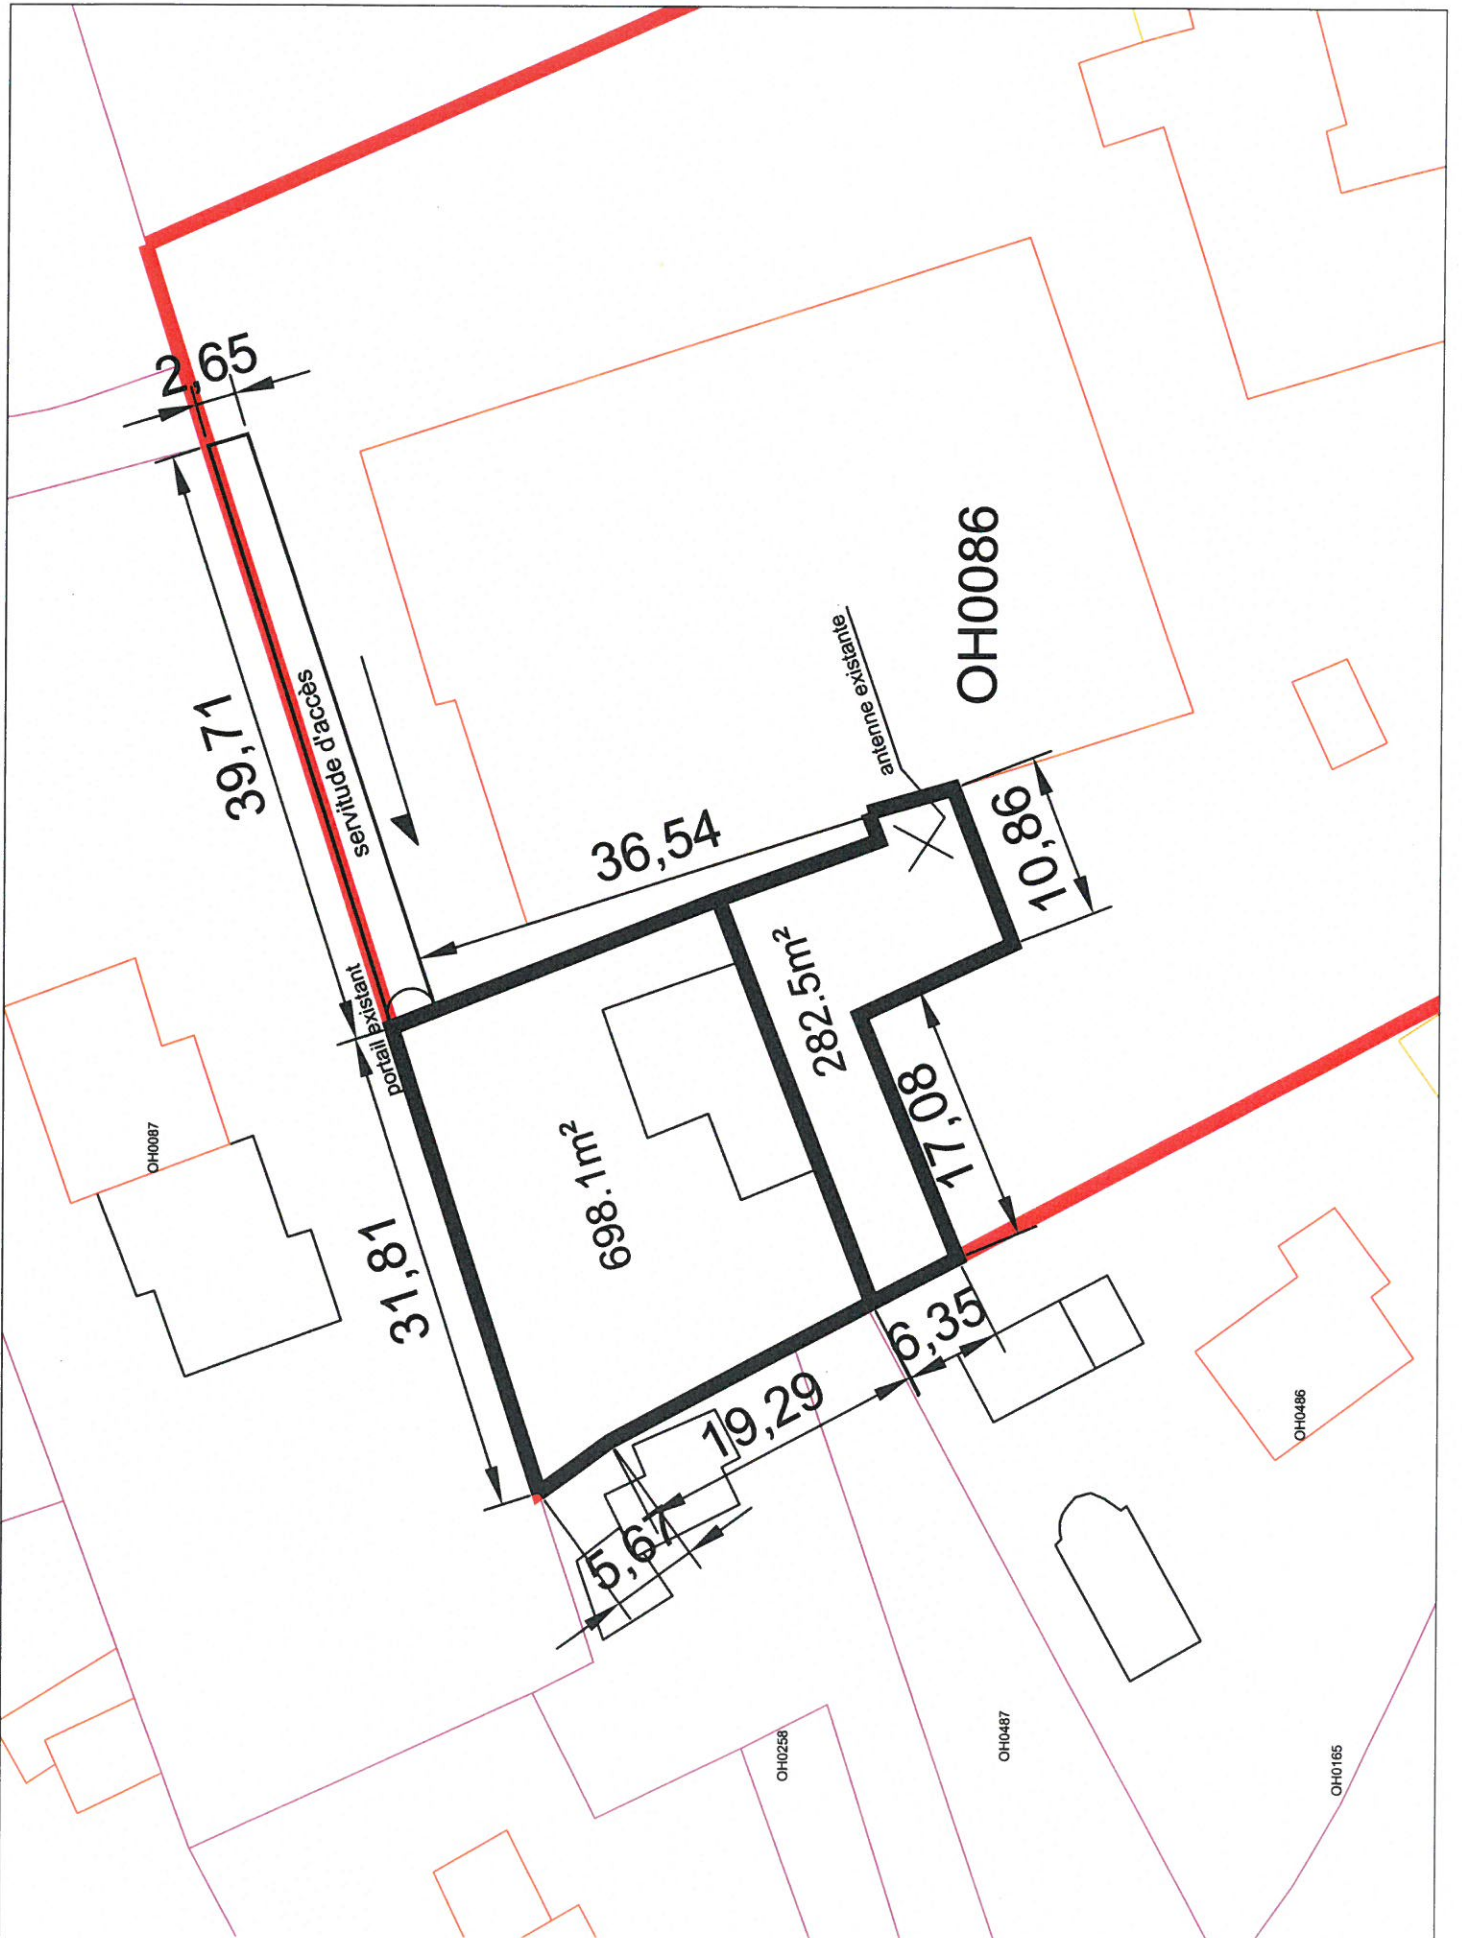 2,65
39,71
servitude d'accès
portail existant
36,54
antenne existante
OH0086
10,86
282.5m²
17,08
698.1m²
31,81
OH0087
6,35
19,29
5,67
OH0486
OH0258
OH0487
OH0165